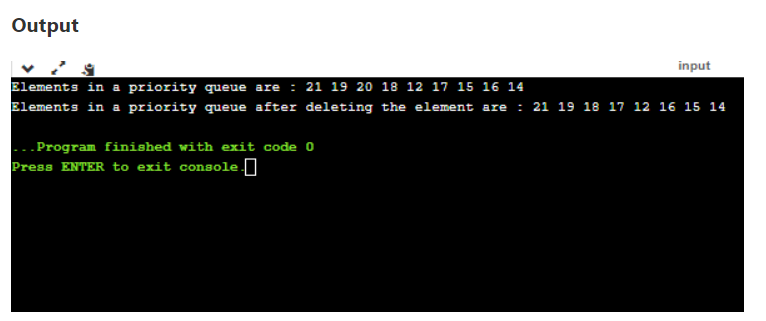 Output
input
Elements in a priority queue are : 21 19 20 18 12 17 15 16 14
Elements in a priority queue after deleting the element are : 21 19 18 17 12 16 15 14
...Program finished with exit code 0
Press ENTER to exit console.